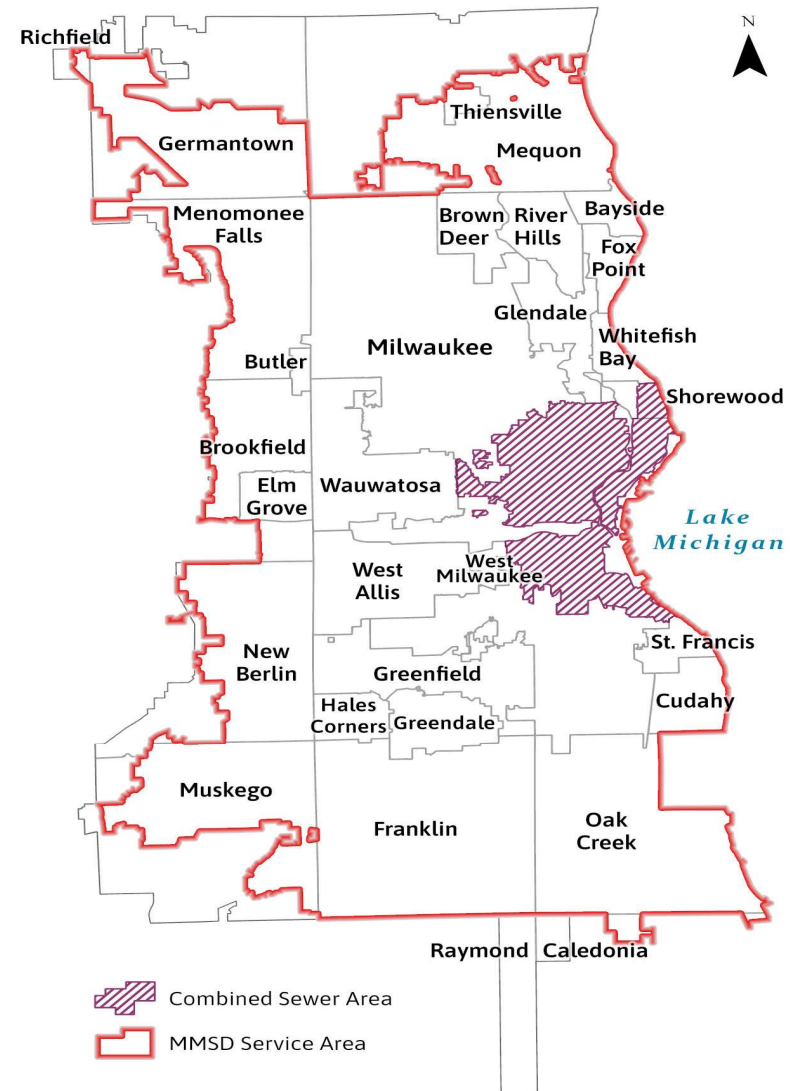 N
Richfield
Thiensville
Germantown
Mequon
Menomonee
Falls
Brown
Deer
River
Hills
Bayside
Fox
Point
Glendale
Whitefish
Bay
Milwaukee
Butler
Shorewood
Brookfield
Elm
Grove
Wauwatosa
Lake
Michigan
West
Allis
West
Milwaukee
New
Berlin
Greenfield
St. Francis
Hales
Corners
Greendale
Cudahy
Muskego
Franklin
Oak
Creek
Raymond
Caledonia
Combined Sewer Area
MMSD Service Area